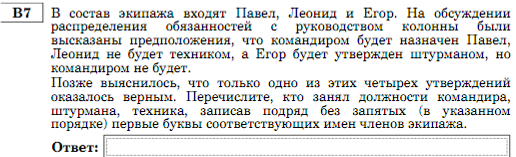 B7
В состав экипажа входят Павел, Леонид и Егор. На обсуждении
распределения обязанностей с руководством колонны были
высказаны предположения, что командиром будет назначен Павел,
Леонид не будет техником, а Егор будет утвержден штурманом, но
командиром не будет.
Позже выяснилось, что только одно из этих четырех утверждений
оказалось верным. Перечислите, кто занял должности командира,
штурмана, техника, записав подряд без запятых (в указанном
порядке) первые буквы соответствующих имен членов экипажа.
Ответ: